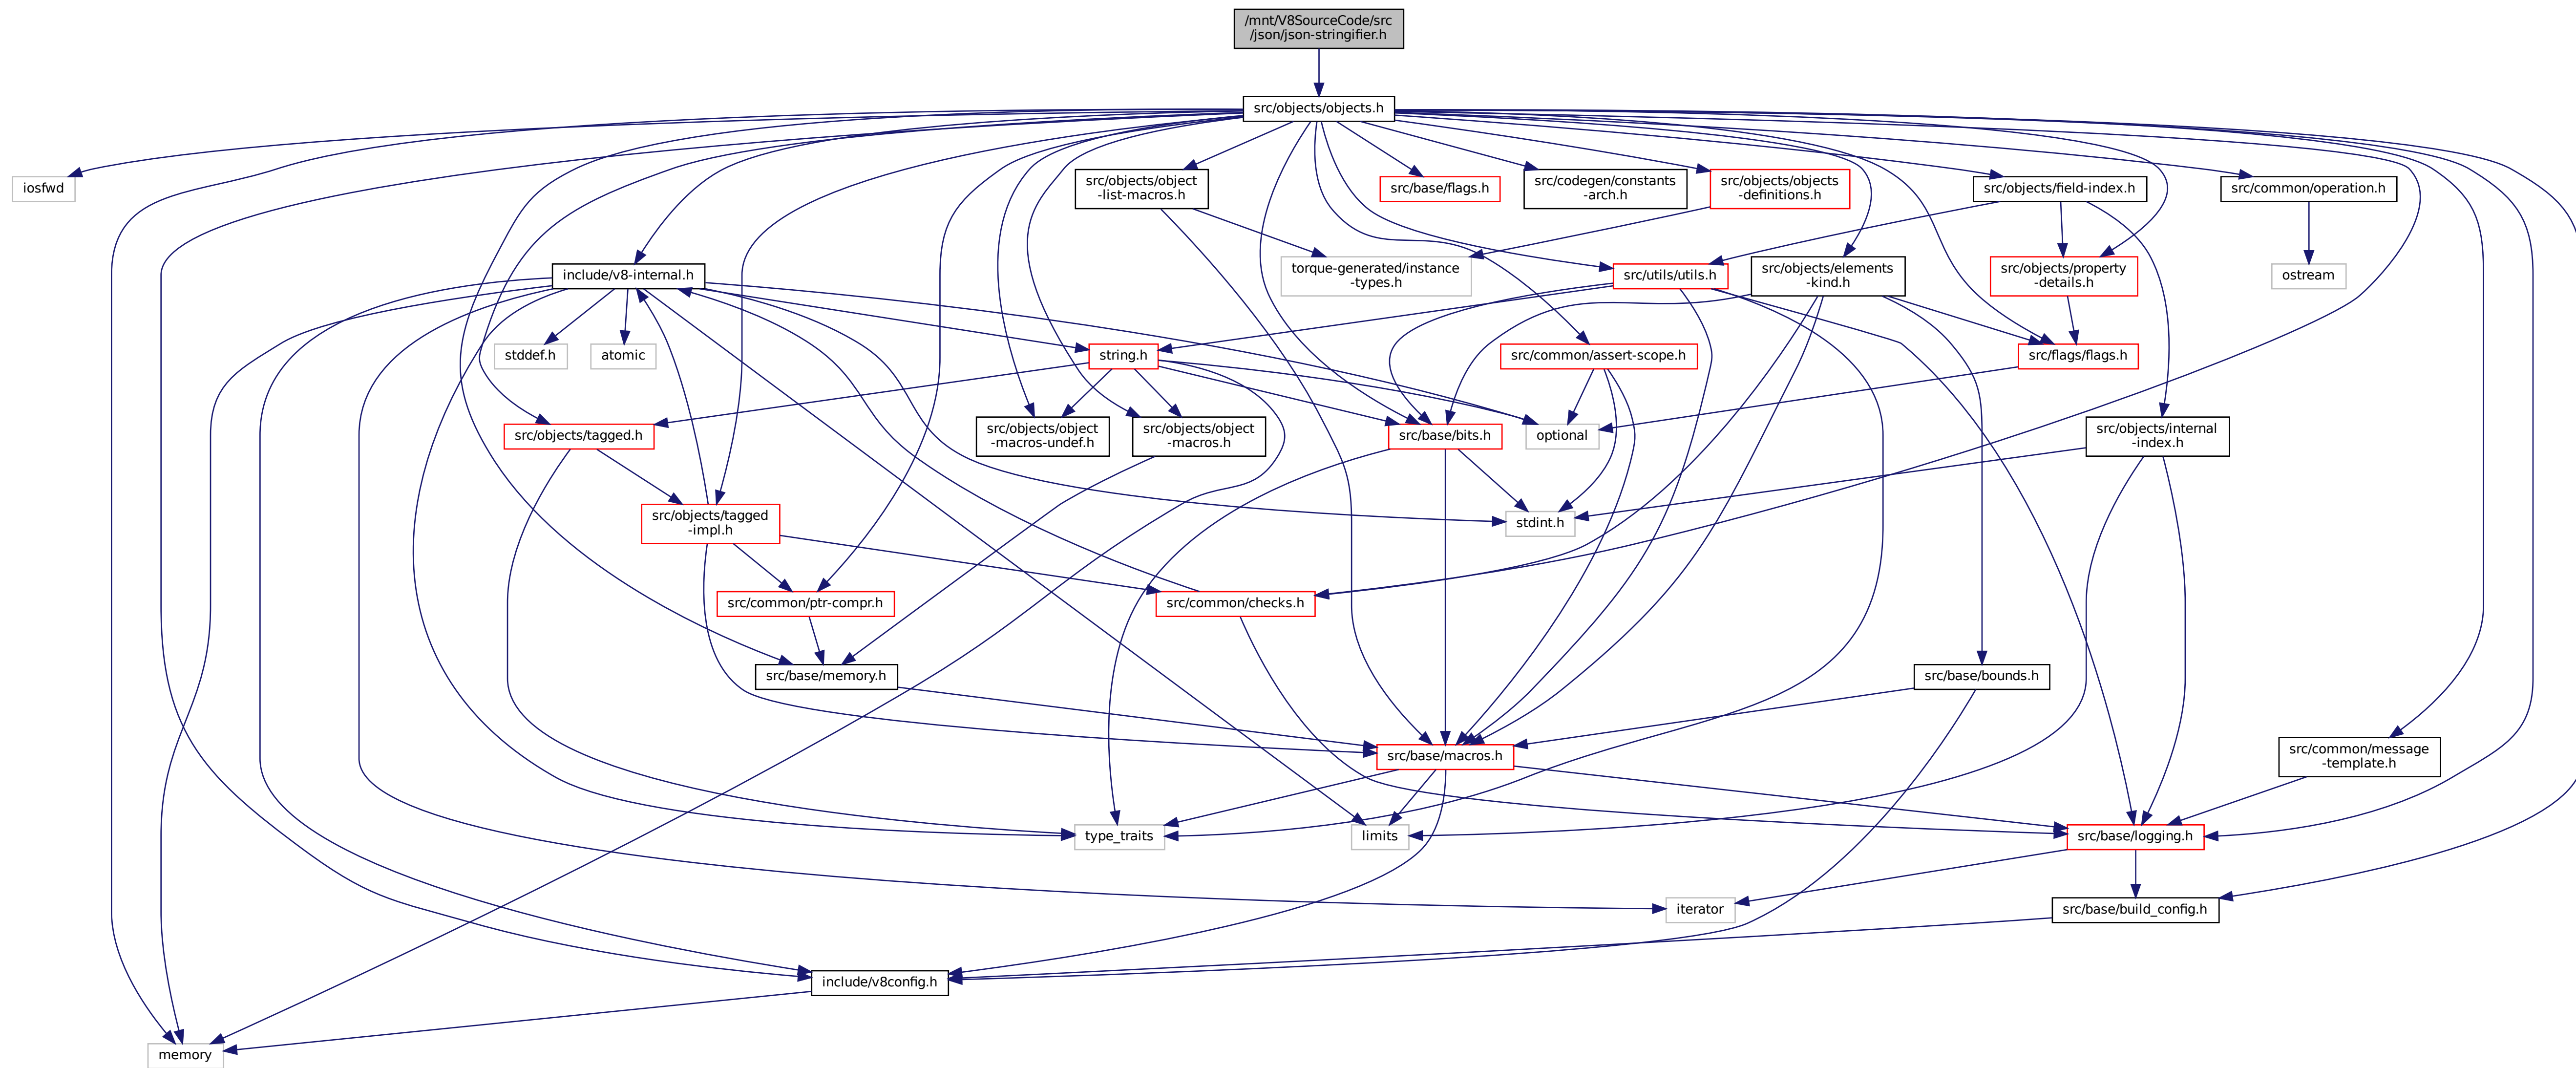 /mnt/V8SourceCode/src
/json/json-stringifier.h
src/objects/objects.h
iosfwd
src/objects/object
-list-macros.h
src/base/flags.h
src/codegen/constants
-arch.h
src/objects/objects
-definitions.h
src/objects/field-index.h
src/common/operation.h
include/v8-internal.h
torque-generated/instance
-types.h
src/utils/utils.h
src/objects/elements
-kind.h
src/objects/property
-details.h
ostream
stddef.h
atomic
string.h
src/common/assert-scope.h
src/flags/flags.h
src/objects/tagged.h
src/objects/object
-macros-undef.h
src/objects/object
-macros.h
src/base/bits.h
optional
src/objects/internal
-index.h
src/objects/tagged
-impl.h
stdint.h
src/common/ptr-compr.h
src/common/checks.h
src/base/memory.h
src/base/bounds.h
src/base/macros.h
src/common/message
-template.h
type_traits
limits
src/base/logging.h
iterator
src/base/build_config.h
include/v8config.h
memory